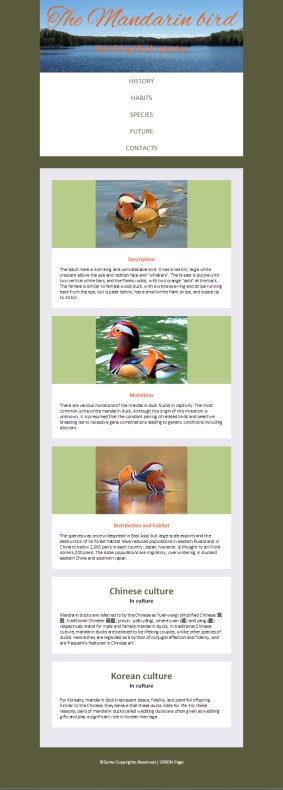 The Mandarin bird
Perching duck species
HISTORY
HABITS
SPECIES
FUTURE
CONTACTS
Description
The adult male is a striking and unmistakable bird. It has a red bill, large white
crescent above the eye and reddish face and "whiskers". The breast is purple with
two vertical white bars, and the flanks ruddy, with two orange "sails" at the back.
The female is similar to female wood duck, with a white eye-ring and stripe running
back from the eye, but is paler below, has a small white flank stripe, and a pale tip
to its bill.
Mutations
There are various mutations of the mandarin duck found in captivity. The most
common is the white mandarin duck. Although the origin of this mutation is
unknown, it is presumed that the constant pairing of related birds and selective
breeding led to recessive gene combinations leading to genetic conditions including
albinism.
Distribution and habitat
The species was once widespread in East Asia, but large-scale exports and the
destruction of its forest habitat have reduced populations in eastern Russia and in
China to below 1,000 pairs in each country; Japan, however, is thought to still hold
some 5,000 pairs. The Asian populations are migratory, overwintering in lowland
eastern China and southern Japan.
Chinese culture
In culture
Mandarin ducks are referred to by the Chinese as Yuan-yang (simplified Chinese:
traditional Chinese: pinyin: yuān yāng), where yuan and yang
respectively stand for male and female mandarin ducks. In traditional Chinese
culture, mandarin ducks are believed to be lifelong couples, unlike other species of
ducks. Hence they are regarded as a symbol of conjugal affection and fidelity, and
are frequently featured in Chinese art.
Korean culture
In culture
For Koreans, mandarin ducks represent peace, fidelity, and plentiful offspring.
Similar to the Chinese, they believe that these ducks mate for life. For these
reasons, pairs of mandarin ducks called wedding ducks are often given as wedding
gifts and play a significant role in Korean marriage.
©Some Copyrights Reserved | ORION Page